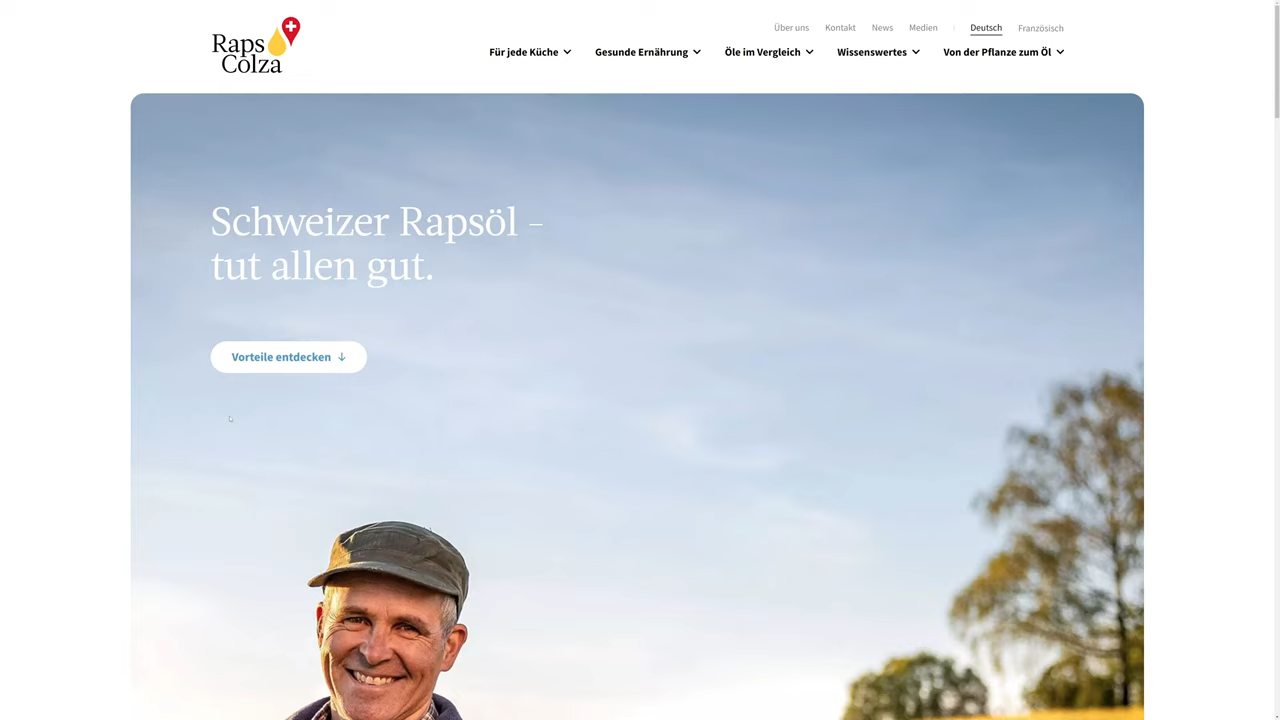 Raps
Colza
Über uns
Kontakt
News
Medien
Deutsch
Französisch
Für jede Küche
Gesunde Ernährung
Öle im Vergleich
Wissenswertes
Von der Pflanze zum Öl
Schweizer Rapsöl –
tut allen gut.
Vorteile entdecken